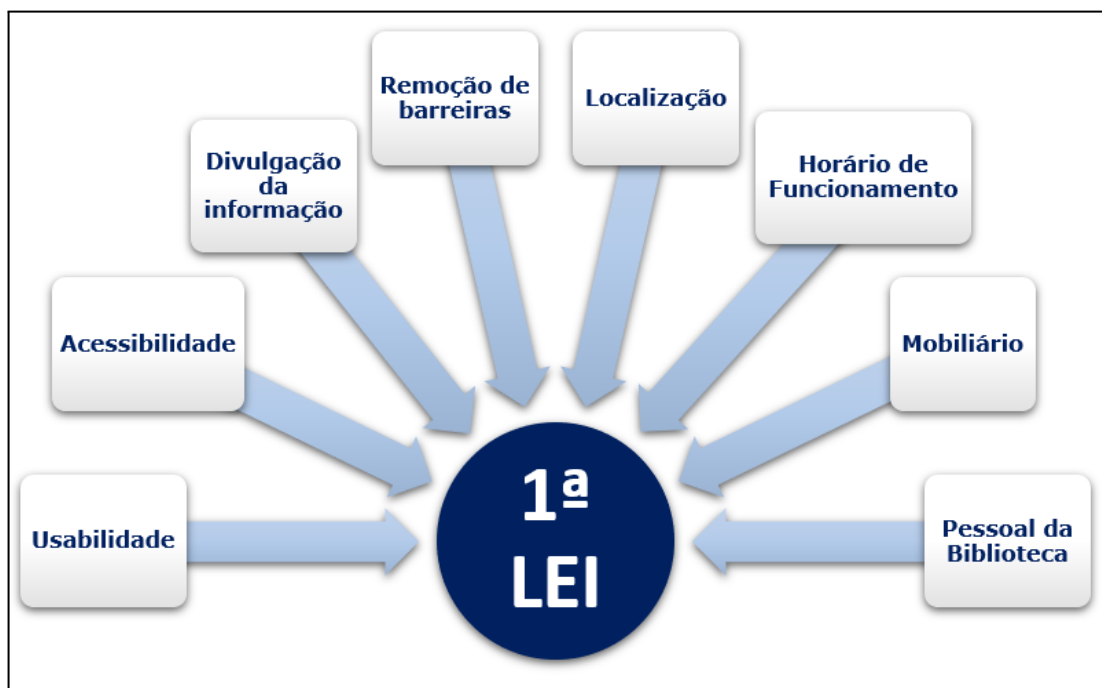 Remoção de
barreiras
Localização
Divulgação
da
informação
Horário de
Funcionamento
Acessibilidade
Mobiliário
Usabilidade
Pessoal da
Biblioteca
1ª
LEI